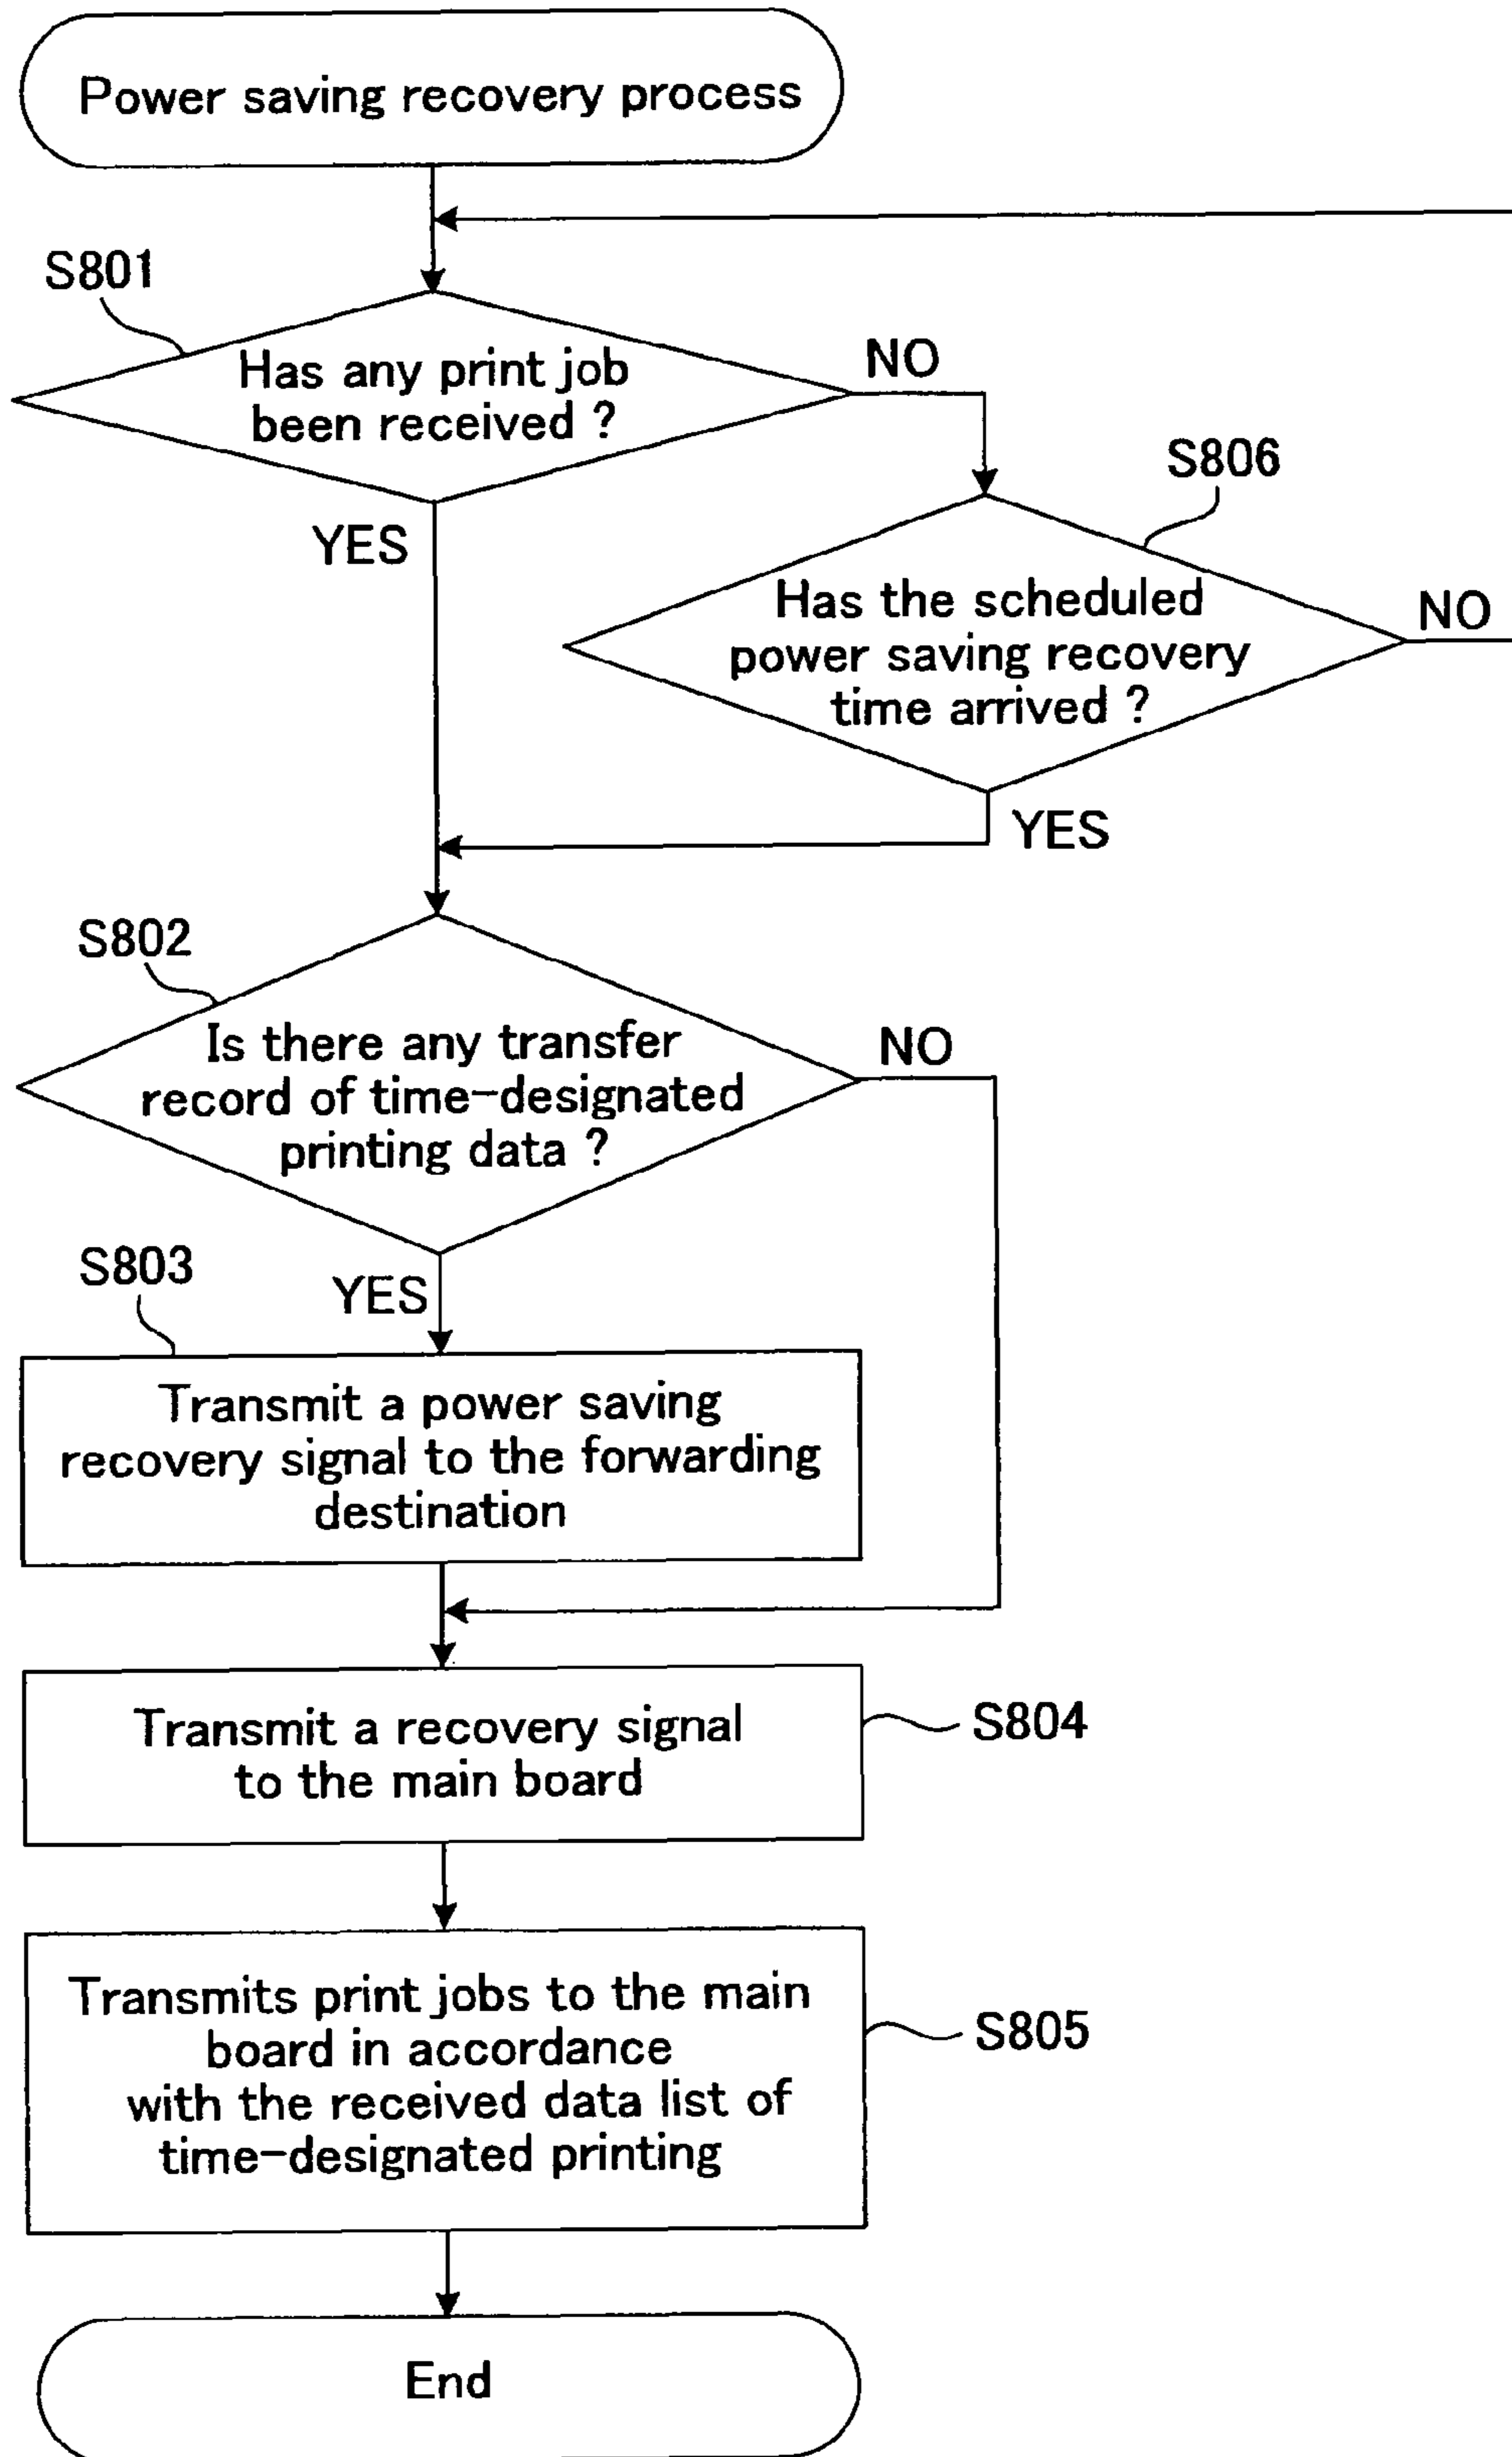 Power saving recovery process
S801
Has any print job
been received ?
NO
YES
S806
Has the scheduled
power saving recovery
time arrived ?
NO
YES
S802
Is there any transfer
record of time-designated
printing data ?
NO
YES
S803
Transmit a power saving
recovery signal to the forwarding
destination
Transmit a recovery signal
to the main board
S804
Transmits print jobs to the main
board in accordance
with the received data list of
time-designated printing
S805
End